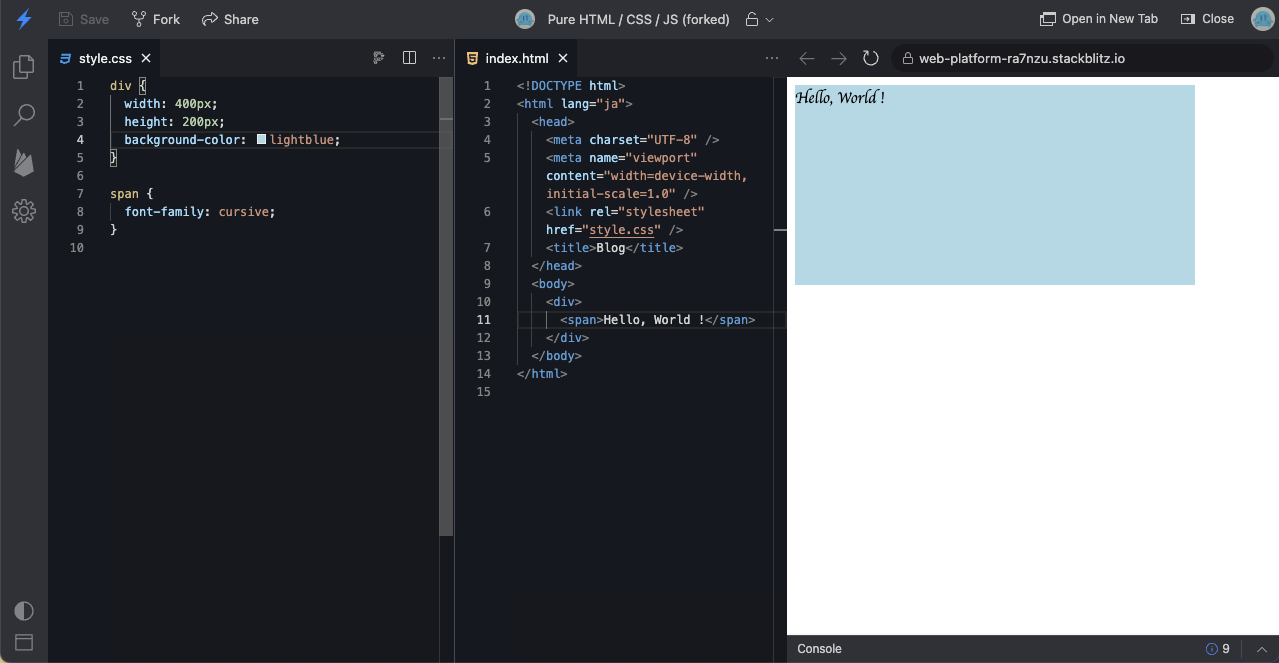 Save Fork Share Pure HTML / CSS / JS (forked) Open in New Tab Close
style.css
1 div {
2 width: 400px;
3 height: 200px;
4 background-color: lightblue;
5 }
6
7 span {
8 font-family: cursive;
9 }
10
index.html
1 <!DOCTYPE html>
2 <html lang="ja">
3 <head>
4 <meta charset="UTF-8" />
5 <meta name="viewport"
content="width=device-width,
initial-scale=1.0" />
6 <link rel="stylesheet"
href="style.css" />
7 <title>Blog</title>
8 </head>
9 <body>
10 <div>
11 <span>Hello, World !</span>
12 </div>
13 </body>
14 </html>
15
web-platform-ra7nzu.stackblitz.io
Hello, World !
Console 9